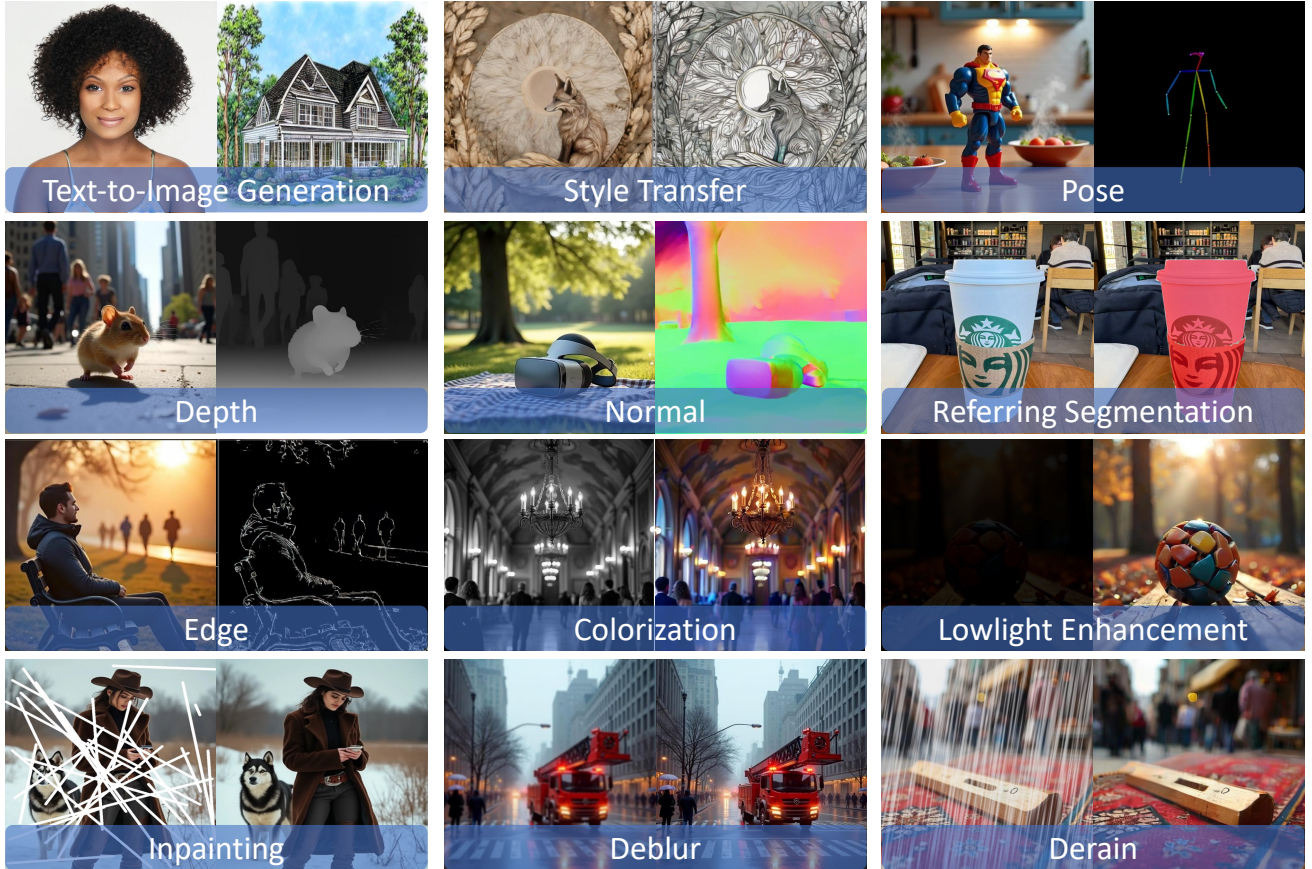 Text-to-Image Generation
Style Transfer
Pose
Depth
Normal
Referring Segmentation
Edge
Colorization
Lowlight Enhancement
Inpainting
Deblur
Derain